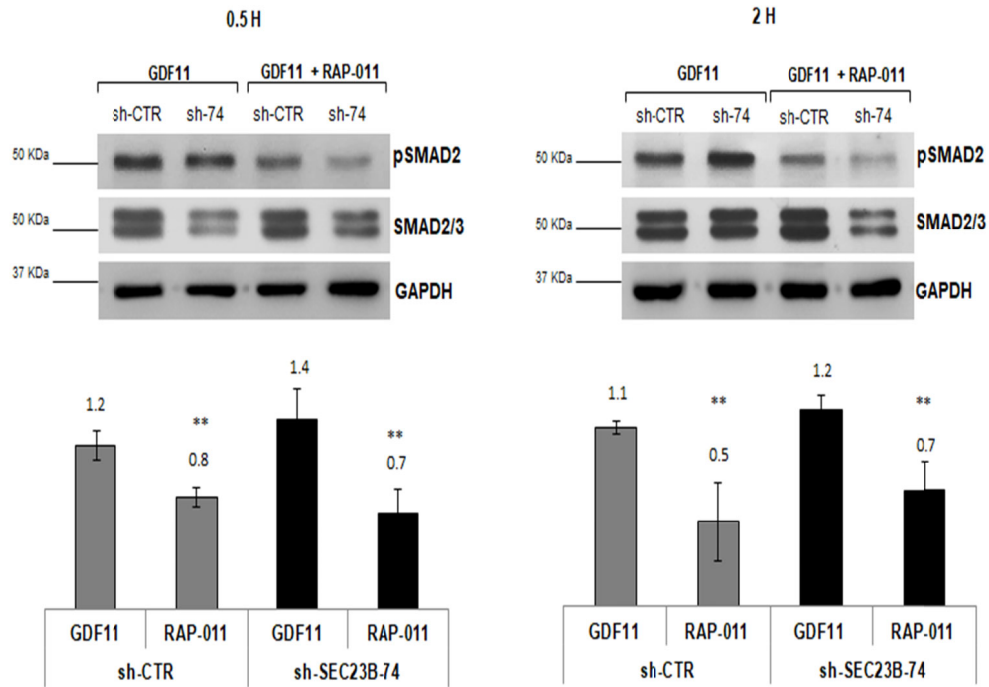 0.5 H
GDF11 GDF11 + RAP-011
sh-CTR sh-74 sh-CTR sh-74
50 KDa pSMAD2
50 KDa SMAD2/3
37 KDa GAPDH
1.2 ** 0.8 1.4 ** 0.7
GDF11 RAP-011 GDF11 RAP-011
sh-CTR sh-SEC23B-74
2 H
GDF11 GDF11 + RAP-011
sh-CTR sh-74 sh-CTR sh-74
50 KDa pSMAD2
50 KDa SMAD2/3
37 KDa GAPDH
1.1 ** 0.5 1.2 ** 0.7
GDF11 RAP-011 GDF11 RAP-011
sh-CTR sh-SEC23B-74